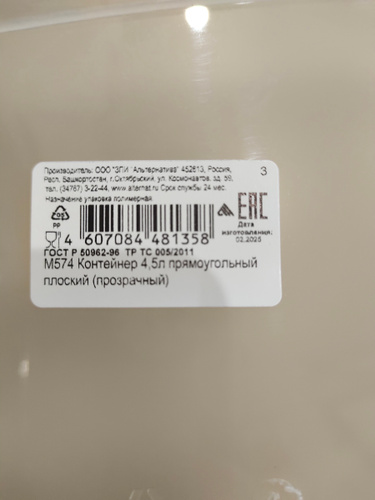 Производитель: ООО "ЗПИ "Альтернатива" 452613, Россия,
Респ. Башкортостан, г.Октябрьский, ул. Космонавтов, зд. 59,
тел. (34767) 3-22-44, www.alternat.ru Срок службы 24 мес.
Назначение упаковка полимерная
3
PP
EAC
Дата
изготовления:
02.2025
4 607084 481358
ГОСТ Р 50962-96 ТР ТС 005/2011
М574 Контейнер 4,5л прямоугольный
плоский (прозрачный)